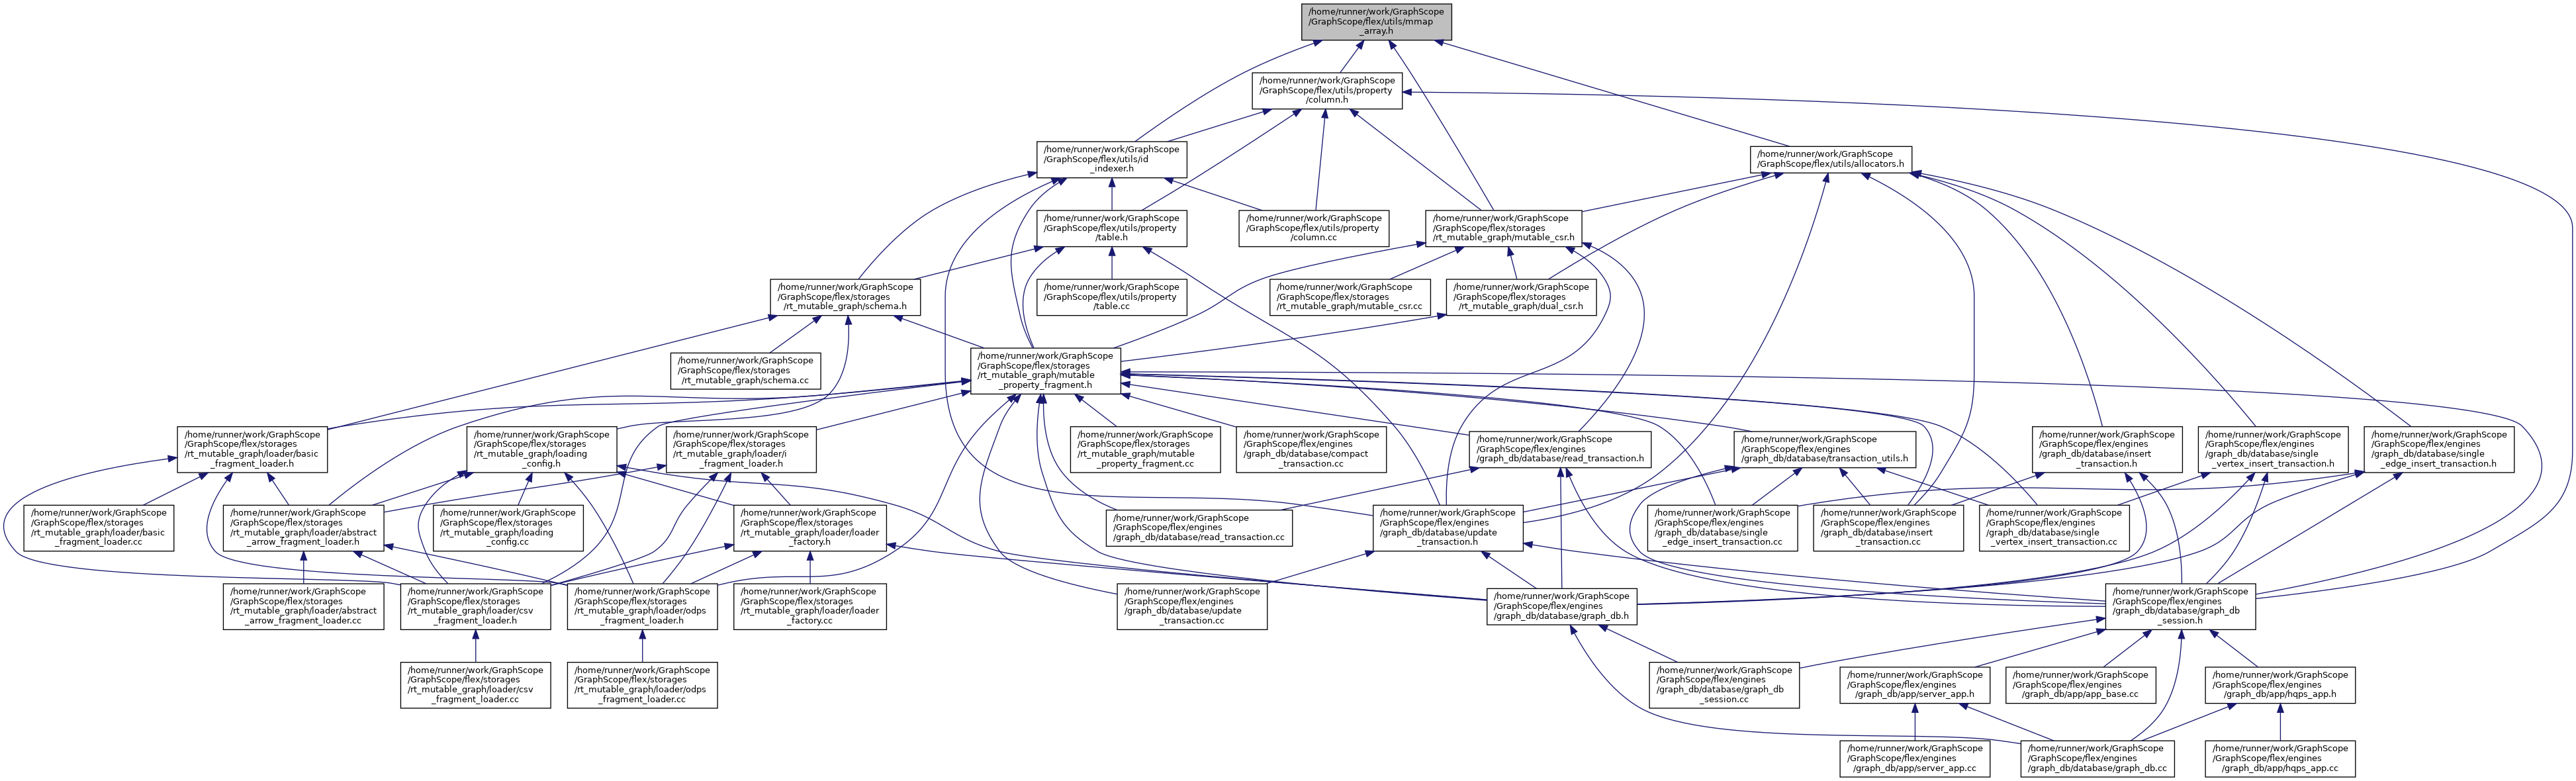 /home/runner/work/GraphScope
/GraphScope/flex/utils/mmap
_array.h
/home/runner/work/GraphScope
/GraphScope/flex/utils/property
/column.h
/home/runner/work/GraphScope
/GraphScope/flex/utils/id
_indexer.h
/home/runner/work/GraphScope
/GraphScope/flex/utils/allocators.h
/home/runner/work/GraphScope
/GraphScope/flex/utils/property
/table.h
/home/runner/work/GraphScope
/GraphScope/flex/utils/property
/column.cc
/home/runner/work/GraphScope
/GraphScope/flex/storages
/rt_mutable_graph/mutable_csr.h
/home/runner/work/GraphScope
/GraphScope/flex/storages
/rt_mutable_graph/schema.h
/home/runner/work/GraphScope
/GraphScope/flex/utils/property
/table.cc
/home/runner/work/GraphScope
/GraphScope/flex/storages
/rt_mutable_graph/mutable_csr.cc
/home/runner/work/GraphScope
/GraphScope/flex/storages
/rt_mutable_graph/dual_csr.h
/home/runner/work/GraphScope
/GraphScope/flex/storages
/rt_mutable_graph/schema.cc
/home/runner/work/GraphScope
/GraphScope/flex/storages
/rt_mutable_graph/mutable
_property_fragment.h
/home/runner/work/GraphScope
/GraphScope/flex/storages
/rt_mutable_graph/loader/basic
_fragment_loader.h
/home/runner/work/GraphScope
/GraphScope/flex/storages
/rt_mutable_graph/loading
_config.h
/home/runner/work/GraphScope
/GraphScope/flex/storages
/rt_mutable_graph/loader/i
_fragment_loader.h
/home/runner/work/GraphScope
/GraphScope/flex/storages
/rt_mutable_graph/mutable
_property_fragment.cc
/home/runner/work/GraphScope
/GraphScope/flex/engines
/graph_db/database/compact
_transaction.cc
/home/runner/work/GraphScope
/GraphScope/flex/engines
/graph_db/database/read_transaction.h
/home/runner/work/GraphScope
/GraphScope/flex/engines
/graph_db/database/transaction_utils.h
/home/runner/work/GraphScope
/GraphScope/flex/engines
/graph_db/database/insert
_transaction.h
/home/runner/work/GraphScope
/GraphScope/flex/engines
/graph_db/database/single
_vertex_insert_transaction.h
/home/runner/work/GraphScope
/GraphScope/flex/engines
/graph_db/database/single
_edge_insert_transaction.h
/home/runner/work/GraphScope
/GraphScope/flex/storages
/rt_mutable_graph/loader/basic
_fragment_loader.cc
/home/runner/work/GraphScope
/GraphScope/flex/storages
/rt_mutable_graph/loader/abstract
_arrow_fragment_loader.h
/home/runner/work/GraphScope
/GraphScope/flex/storages
/rt_mutable_graph/loading
_config.cc
/home/runner/work/GraphScope
/GraphScope/flex/storages
/rt_mutable_graph/loader/loader
_factory.h
/home/runner/work/GraphScope
/GraphScope/flex/engines
/graph_db/database/read_transaction.cc
/home/runner/work/GraphScope
/GraphScope/flex/engines
/graph_db/database/update
_transaction.h
/home/runner/work/GraphScope
/GraphScope/flex/engines
/graph_db/database/single
_edge_insert_transaction.cc
/home/runner/work/GraphScope
/GraphScope/flex/engines
/graph_db/database/insert
_transaction.cc
/home/runner/work/GraphScope
/GraphScope/flex/engines
/graph_db/database/single
_vertex_insert_transaction.cc
/home/runner/work/GraphScope
/GraphScope/flex/storages
/rt_mutable_graph/loader/abstract
_arrow_fragment_loader.cc
/home/runner/work/GraphScope
/GraphScope/flex/storages
/rt_mutable_graph/loader/csv
_fragment_loader.h
/home/runner/work/GraphScope
/GraphScope/flex/storages
/rt_mutable_graph/loader/odps
_fragment_loader.h
/home/runner/work/GraphScope
/GraphScope/flex/storages
/rt_mutable_graph/loader/loader
_factory.cc
/home/runner/work/GraphScope
/GraphScope/flex/engines
/graph_db/database/update
_transaction.cc
/home/runner/work/GraphScope
/GraphScope/flex/engines
/graph_db/database/graph_db.h
/home/runner/work/GraphScope
/GraphScope/flex/engines
/graph_db/database/graph_db
_session.h
/home/runner/work/GraphScope
/GraphScope/flex/storages
/rt_mutable_graph/loader/csv
_fragment_loader.cc
/home/runner/work/GraphScope
/GraphScope/flex/storages
/rt_mutable_graph/loader/odps
_fragment_loader.cc
/home/runner/work/GraphScope
/GraphScope/flex/engines
/graph_db/database/graph_db
_session.cc
/home/runner/work/GraphScope
/GraphScope/flex/engines
/graph_db/app/server_app.h
/home/runner/work/GraphScope
/GraphScope/flex/engines
/graph_db/app/app_base.cc
/home/runner/work/GraphScope
/GraphScope/flex/engines
/graph_db/app/hqps_app.h
/home/runner/work/GraphScope
/GraphScope/flex/engines
/graph_db/app/server_app.cc
/home/runner/work/GraphScope
/GraphScope/flex/engines
/graph_db/database/graph_db.cc
/home/runner/work/GraphScope
/GraphScope/flex/engines
/graph_db/app/hqps_app.cc